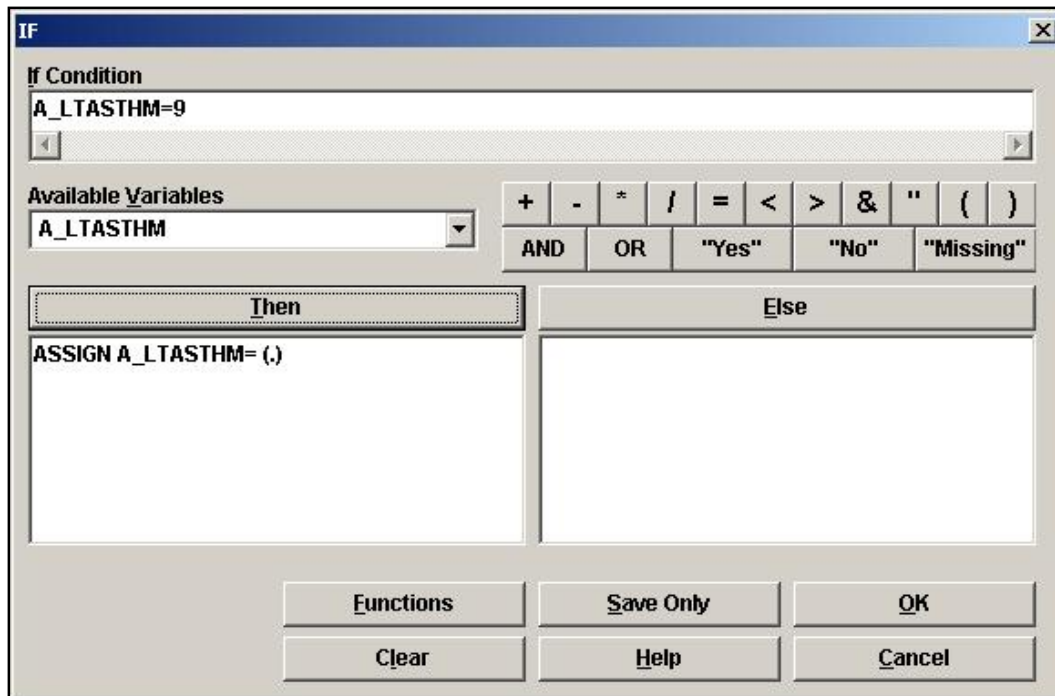 IF
If Condition
A_LTASTHM=9
Available Variables
A_LTASTHM
+ - * / = < > & " ( )
AND OR "Yes" "No" "Missing"
Then Else
ASSIGN A_LTASTHM= (.)
Functions Save Only OK
Clear Help Cancel